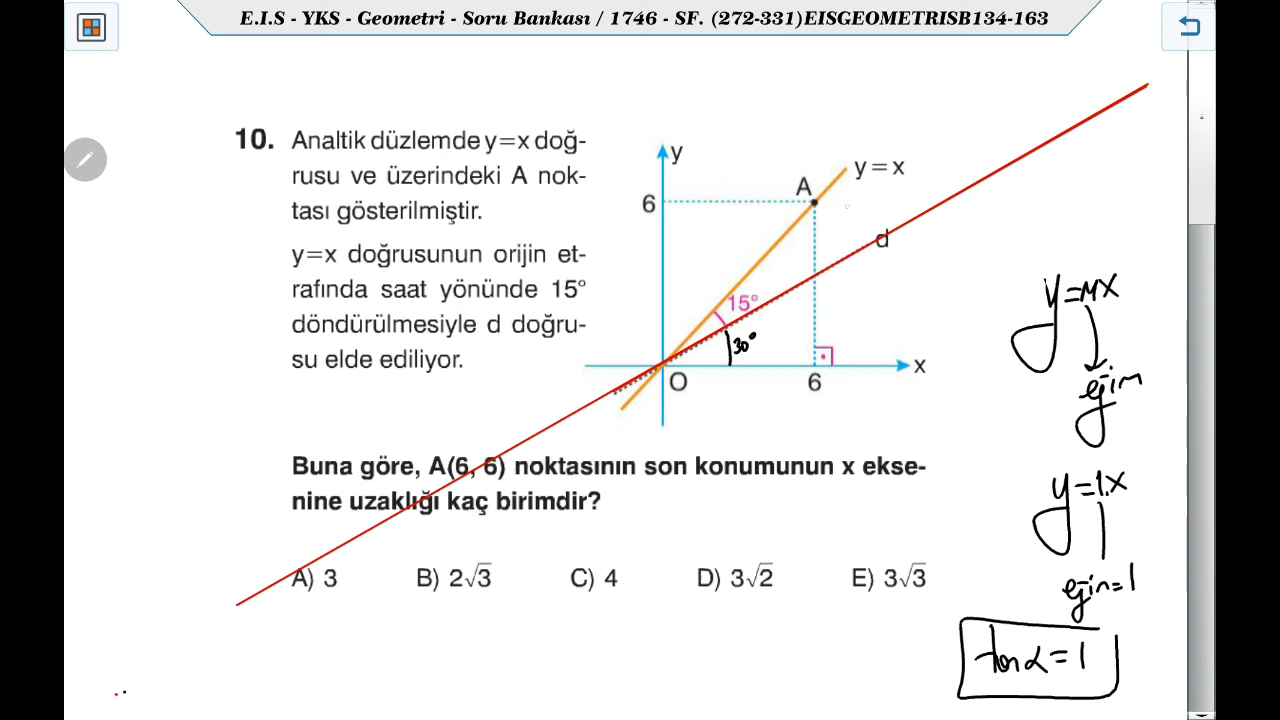 E.I.S - YKS - Geometri - Soru Bankası / 1746 - SF. (272-331)EISGEOMETRISB134-163
10. Analtik düzlemde y=x doğ-
rusu ve üzerindeki A nok-
tası gösterilmiştir.
y=x doğrusunun orijin et-
rafında saat yönünde 15°
döndürülmesiyle d doğru-
su elde ediliyor.
y
y=x
A
6
d
15°
30°
x
O
6
Buna göre, A(6, 6) noktasının son konumunun x ekse-
nine uzaklığı kaç birimdir?
A) 3 B) 2√3 C) 4 D) 3√2 E) 3√3
y=mx
eğim
y=1.x
eğim=1
tanα=1